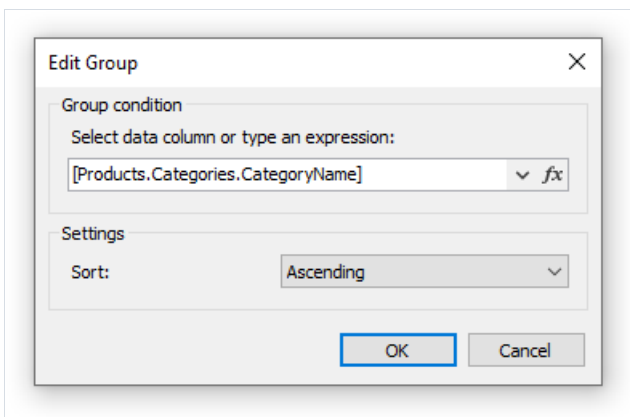 Edit Group
Group condition
Select data column or type an expression:
[Products.Categories.CategoryName] fx
Settings
Sort: Ascending
OK Cancel